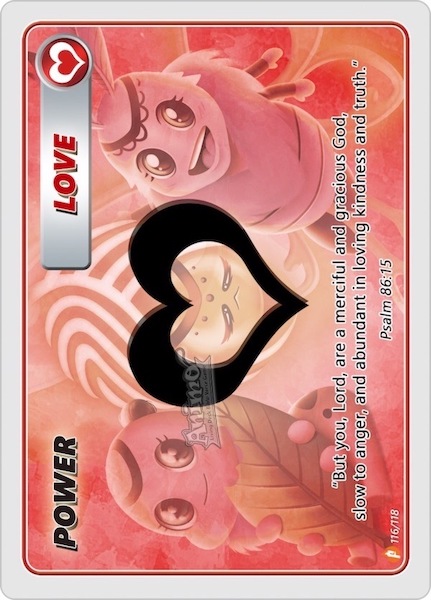 POWER
LOVE
"But you, Lord, are a merciful and gracious God,
slow to anger, and abundant in loving kindness and truth."
Psalm 86:15
Animot
P 116/118